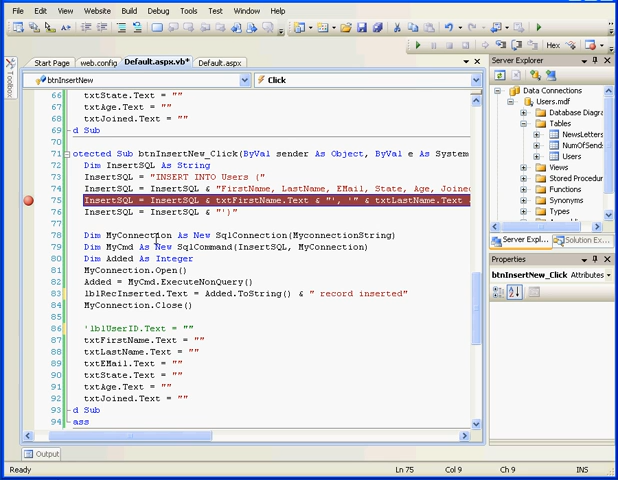 File Edit View Website Build Debug Tools Test Window Help
Hex
Start Page web.config Default.aspx.vb* Default.aspx
Toolbox
btnInsertNew Click
66 txtState.Text = ""
67 txtAge.Text = ""
68 txtJoined.Text = ""
69 d Sub
70
71 otected Sub btnInsertNew_Click(ByVal sender As Object, ByVal e As System
72 Dim InsertSQL As String
73 InsertSQL = "INSERT INTO Users ("
74 InsertSQL = InsertSQL & "FirstName, LastName, EMail, State, Age, Joine
75 InsertSQL = InsertSQL & txtFirstName.Text & "', '" & txtLastName.Text &
76 InsertSQL = InsertSQL & "')"
77
78 Dim MyConnection As New SqlConnection(MyconnectionString)
79 Dim MyCmd As New SqlCommand(InsertSQL, MyConnection)
80 Dim Added As Integer
81 MyConnection.Open()
82 Added = MyCmd.ExecuteNonQuery()
83 lblRecInserted.Text = Added.ToString() & " record inserted"
84 MyConnection.Close()
85
86 'lblUserID.Text = ""
87 txtFirstName.Text = ""
88 txtLastName.Text = ""
89 txtEMail.Text = ""
90 txtState.Text = ""
91 txtAge.Text = ""
92 txtJoined.Text = ""
93 d Sub
94 ass
Server Explorer
Data Connections
Users.mdf
Database Diagra
Tables
NewsLetters
NumOfSends
Users
Views
Stored Procedure
Functions
Synonyms
Types
Server Expl... Solution Ex...
Properties
btnInsertNew_Click Attributes
Output
Ready Ln 75 Col 9 Ch 9 INS